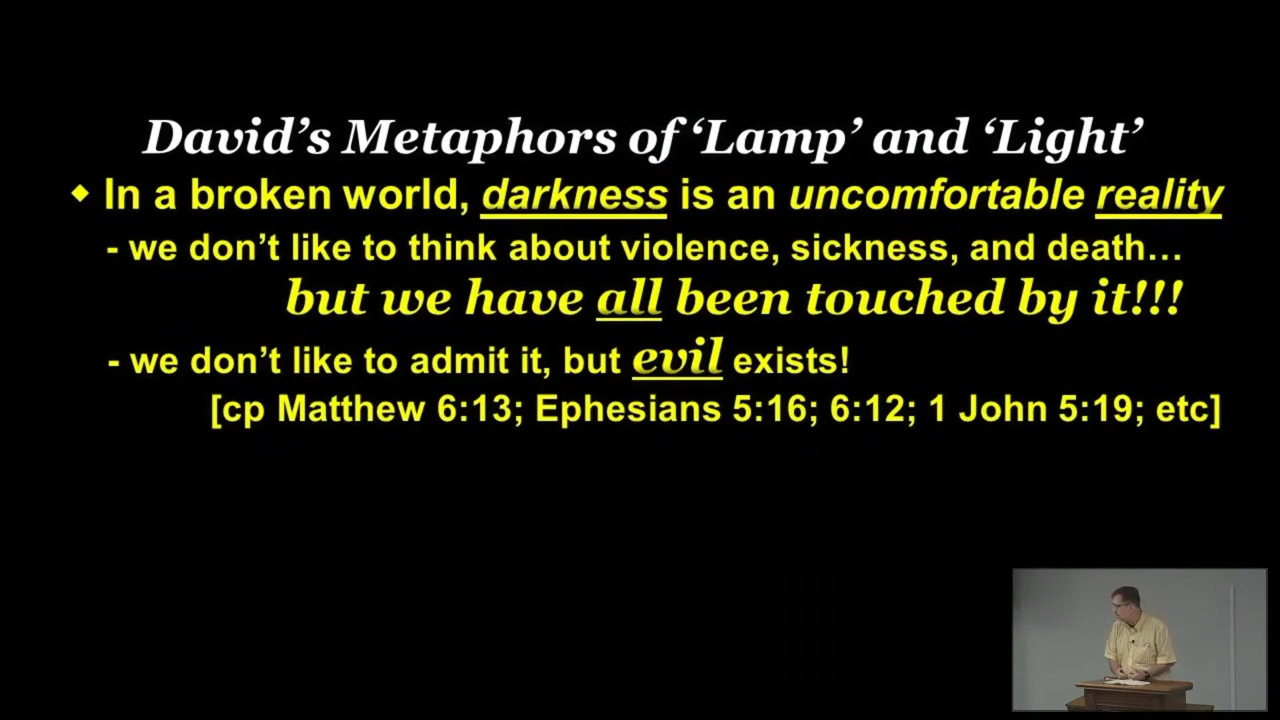 David’s Metaphors of ‘Lamp’ and ‘Light’
◆ In a broken world, darkness is an uncomfortable reality
- we don’t like to think about violence, sickness, and death…
but we have all been touched by it!!!
- we don’t like to admit it, but evil exists!
[cp Matthew 6:13; Ephesians 5:16; 6:12; 1 John 5:19; etc]